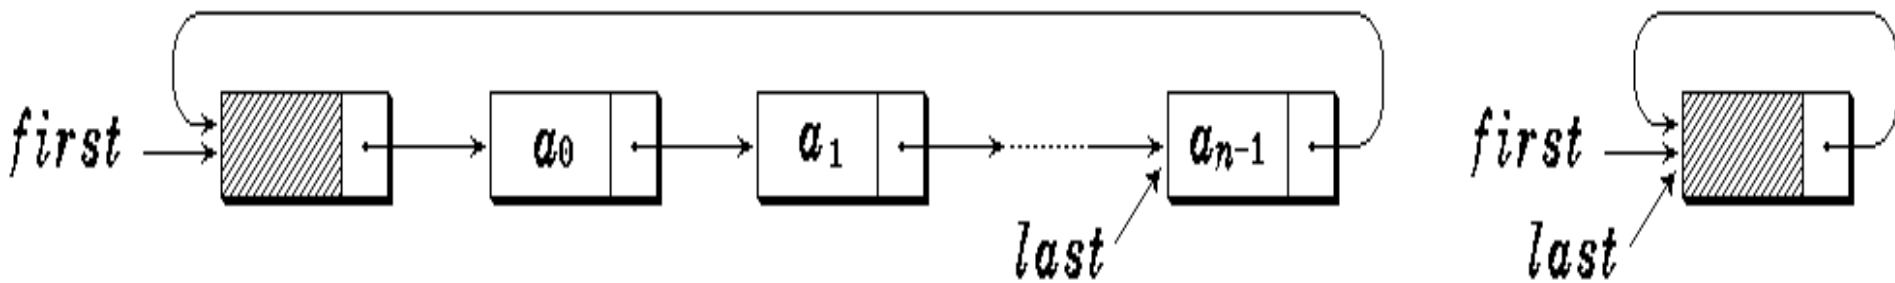 first a₀ a₁ aₙ₋₁ first
last last